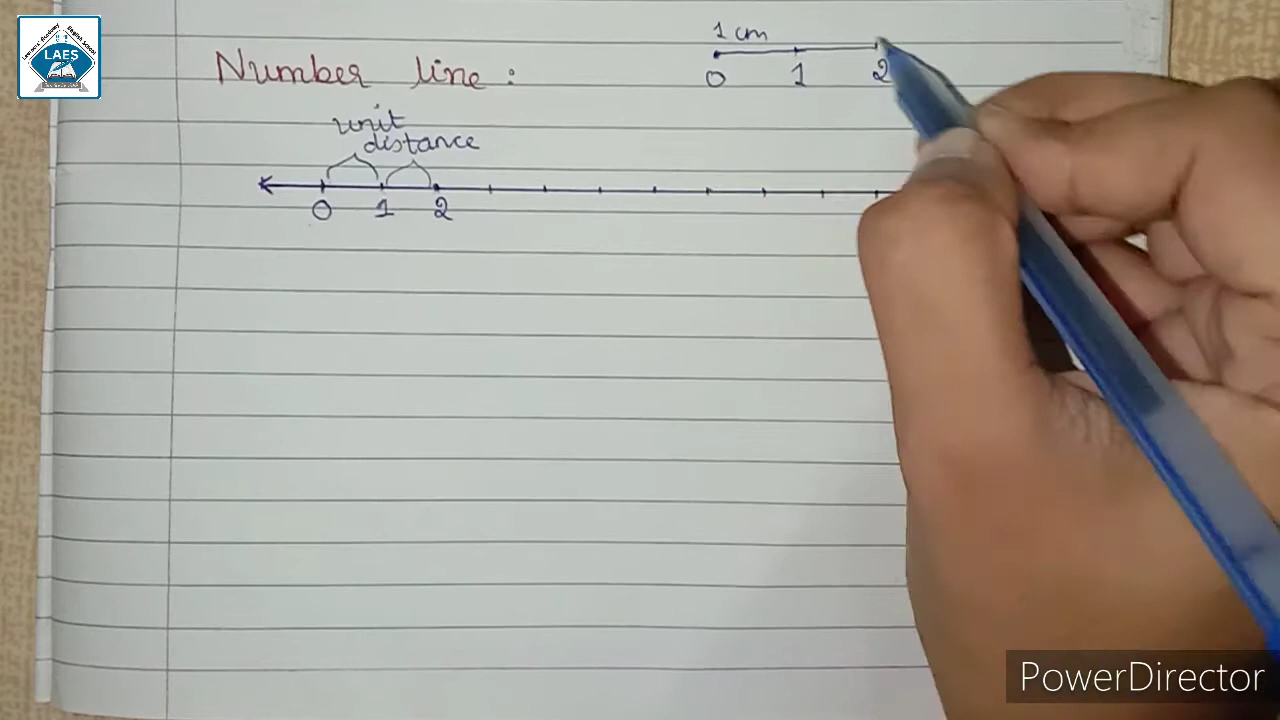 LAES
1 cm
Number line :
0 1 2
unit
distance
0 1 2
PowerDirector